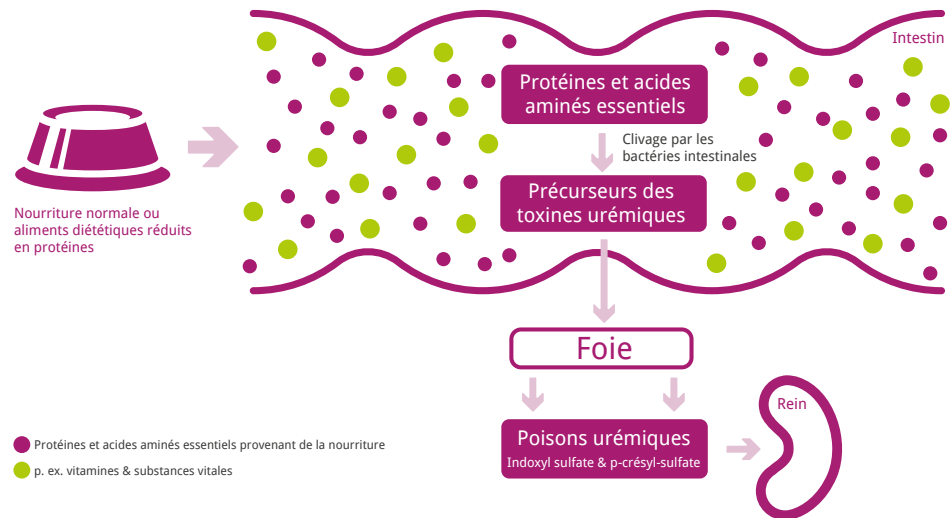 Intestin
Protéines et acides
aminés essentiels
Clivage par les
bactéries intestinales
Précurseurs des
toxines urémiques
Nourriture normale ou
aliments diététiques réduits
en protéines
Foie
Poisons urémiques
Indoxyl sulfate & p-crésyl-sulfate
Rein
Protéines et acides aminés essentiels provenant de la nourriture
p. ex. vitamines & substances vitales